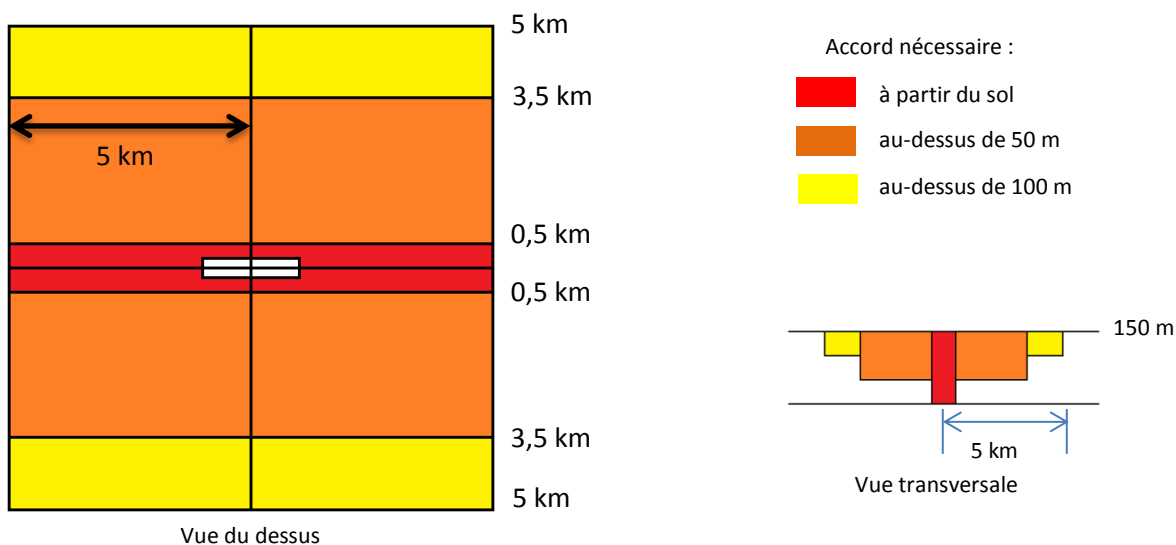 5 km
3,5 km
5 km
0,5 km
0,5 km
3,5 km
5 km
Vue du dessus
Accord nécessaire :
à partir du sol
au-dessus de 50 m
au-dessus de 100 m
150 m
5 km
Vue transversale